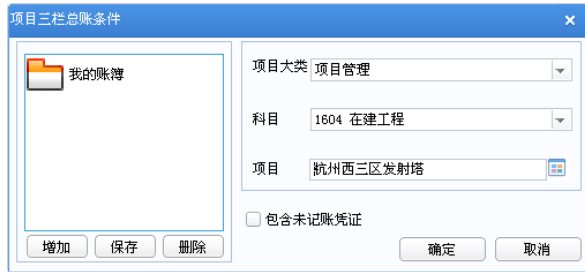 项目三栏总账条件
我的账簿
项目大类 项目管理
科目 1604 在建工程
项目 杭州西三区发射塔
包含未记账凭证
增加 保存 删除
确定 取消